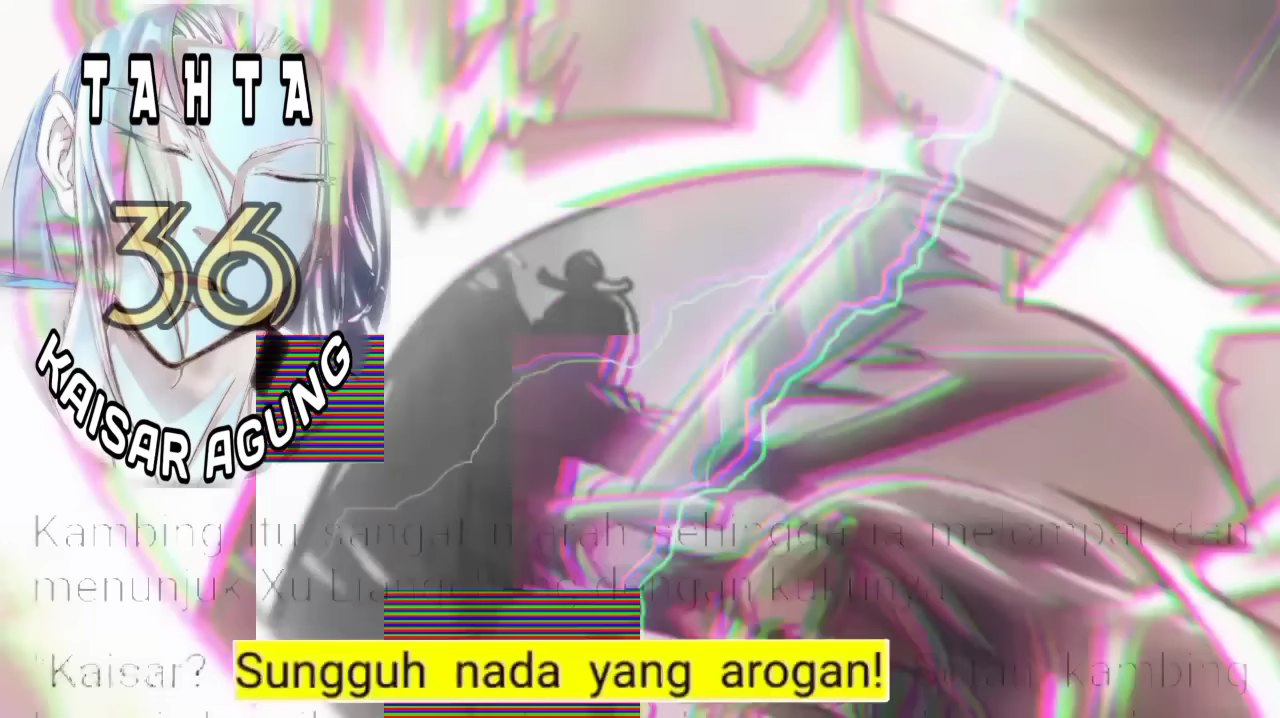 TAHTA
36
KAISAR AGUNG
Kambing itu sangat marah sehingga ia melompat dan
menunjuk Xu dengan kukunya
"Kaisar? Sungguh nada yang arogan! kambing